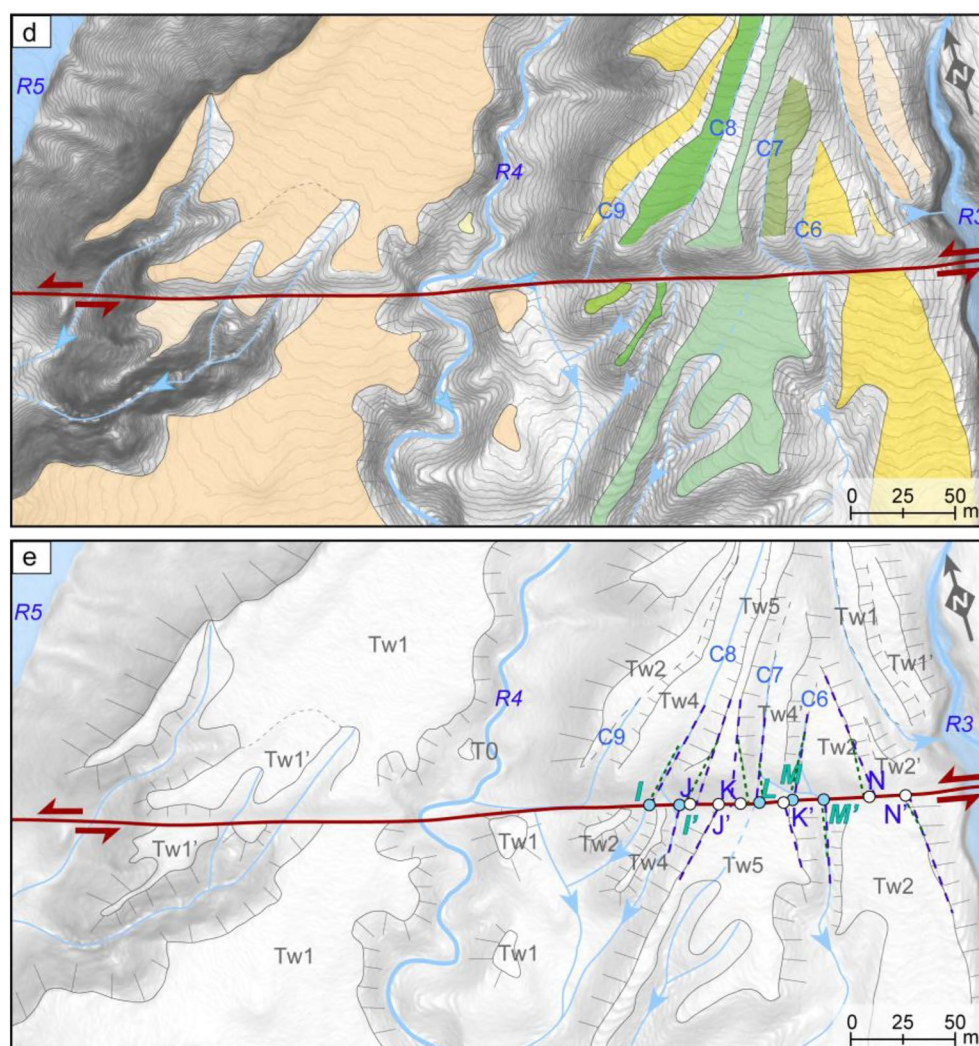 d
R5
R4
C8
C7
C9
C6
R3
N
0 25 50
m
e
R5
R4
R3
N
Tw1
Tw5
Tw1
C8
Tw2
C7
Tw1'
Tw4
Tw4'
C6
C9
Tw2
T0
Tw1'
Tw2'
I
J
K
L
M
N
I'
J'
K'
M'
N'
Tw1'
Tw1
Tw2
Tw4
Tw5
Tw2
Tw1
Tw1
0 25 50
m